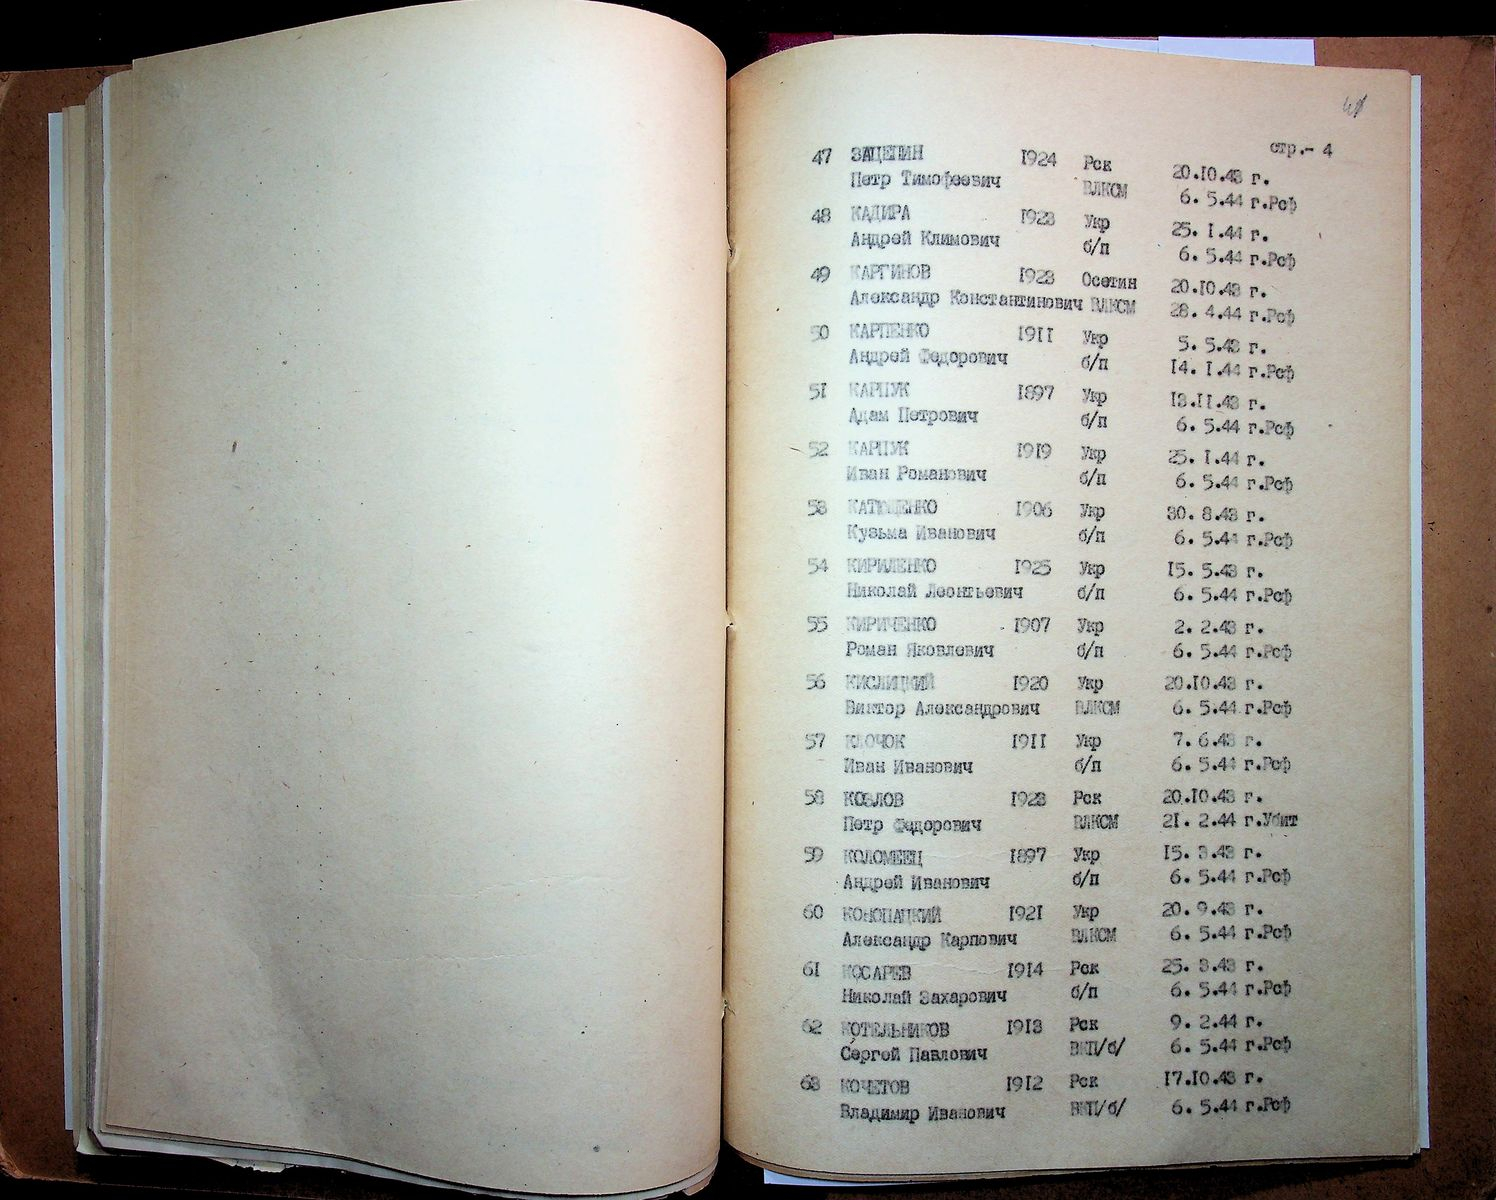 стр.- 4
47 ЗАЦЕПИН 1924 Рск 20.10.43 г.
Петр Тимофеевич ВЛКСМ 6. 5.44 г.Рсф
48 КАДИРА 1923 Укр 25. 1.44 г.
Андрей Климович б/п 6. 5.44 г.Рсф
49 КАРГИНОВ 1923 Осетин 20.10.43 г.
Александр Константинович ВЛКСМ 28. 4.44 г.Рсф
50 КАРПЕНКО 1911 Укр 5. 5.43 г.
Андрей Федорович б/п 14. 1.44 г.Рсф
51 КАРПУК 1897 Укр 13.11.43 г.
Адам Петрович б/п 6. 5.44 г.Рсф
52 КАРПУК 1919 Укр 25. 1.44 г.
Иван Романович б/п 6. 5.44 г.Рсф
53 КАТЮЩЕНКО 1906 Укр 30. 8.43 г.
Кузьма Иванович б/п 6. 5.44 г.Рсф
54 КИРИЛЕНКО 1925 Укр 15. 5.43 г.
Николай Леонтьевич б/п 6. 5.44 г.Рсф
55 КИРИЧЕНКО 1907 Укр 2. 2.43 г.
Роман Яковлевич б/п 6. 5.44 г.Рсф
56 КИСЛИЦКИЙ 1920 Укр 20.10.43 г.
Виктор Александрович ВЛКСМ 6. 5.44 г.Рсф
57 КЛОЧОК 1911 Укр 7. 6.43 г.
Иван Иванович б/п 6. 5.44 г.Рсф
58 КОЗЛОВ 1923 Рск 20.10.43 г.
Петр Федорович ВЛКСМ 21. 2.44 г.Убит
59 КОЛОМЕЕЦ 1897 Укр 15. 3.43 г.
Андрей Иванович б/п 6. 5.44 г.Рсф
60 КОНОПАЦКИЙ 1921 Укр 20. 9.43 г.
Александр Карпович ВЛКСМ 6. 5.44 г.Рсф
61 КОСАРЕВ 1914 Рск 25. 3.43 г.
Николай Захарович б/п 6. 5.44 г.Рсф
62 КОТЕЛЬНИКОВ 1913 Рск 9. 2.44 г.
Сергей Павлович ВКП/б/ 6. 5.44 г.Рсф
63 КОЧЕТОВ 1912 Рск 17.10.43 г.
Владимир Иванович ВКП/б/ 6. 5.44 г.Рсф